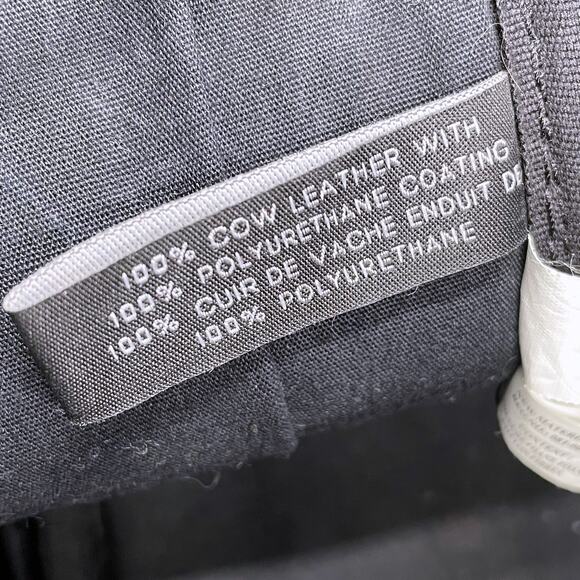 100% COW LEATHER WITH
100% POLYURETHANE COATING
100% CUIR DE VACHE ENDUIT DE
100% POLYURETHANE